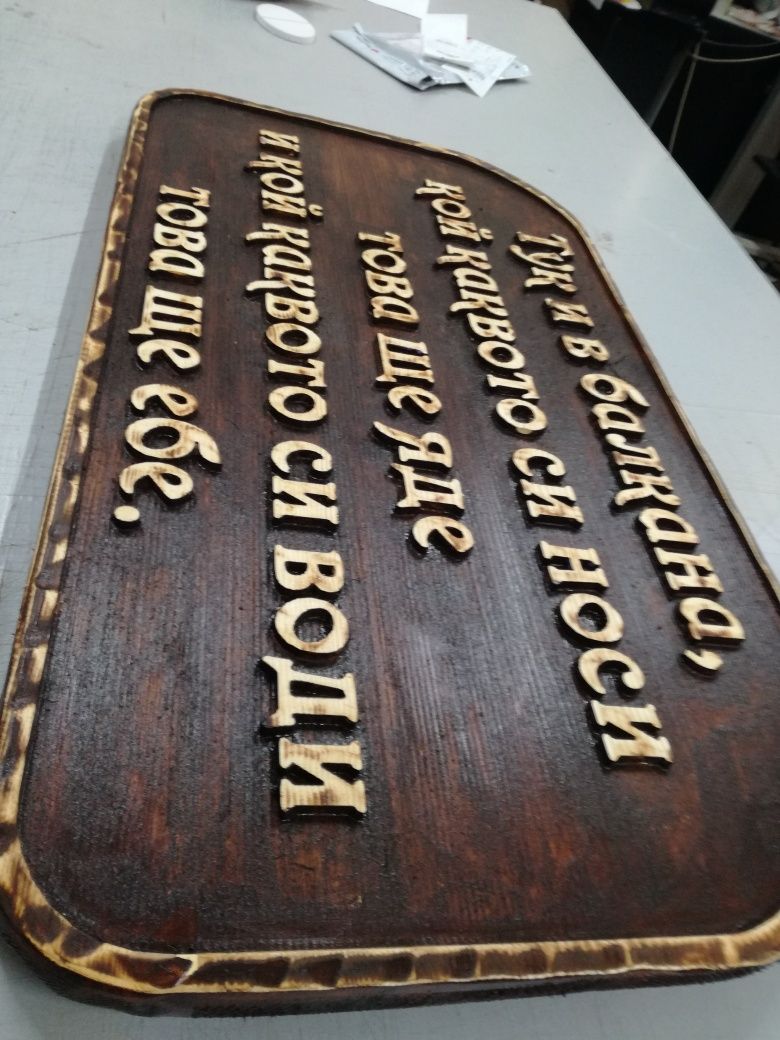 Тук и в балкана,
кой каквото си носи
това ще яде
и кой каквото си води
това ще ебе.